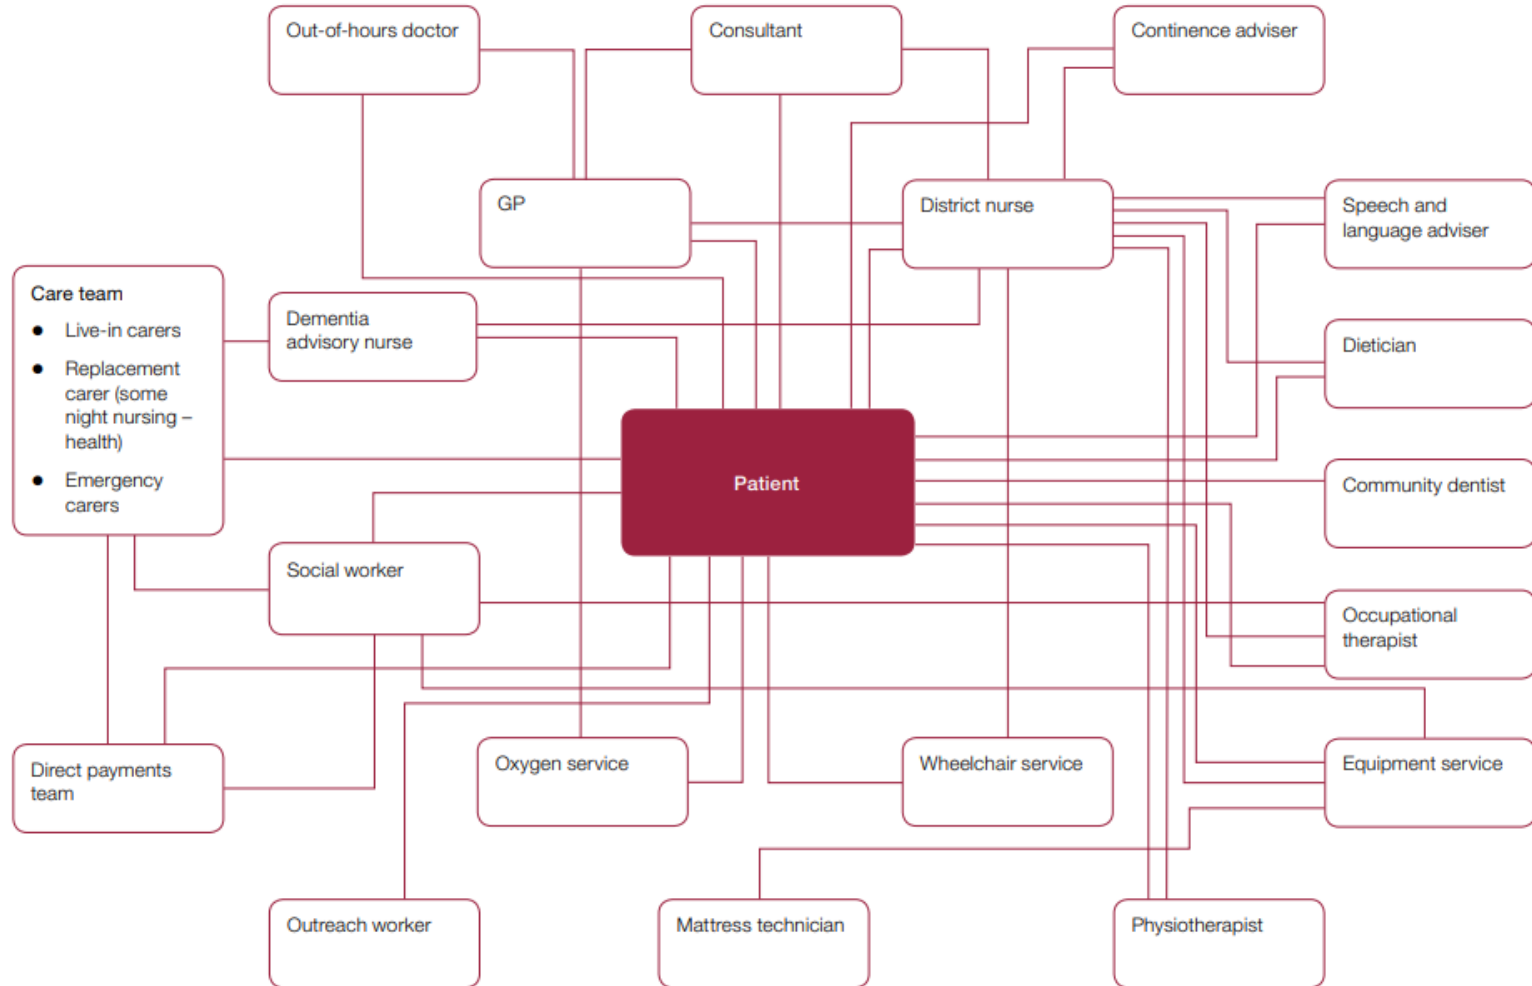 Out-of-hours doctor
Consultant
Continence adviser
GP
District nurse
Speech and
language adviser
Care team
● Live-in carers
● Replacement
carer (some
night nursing –
health)
● Emergency
carers
Dementia
advisory nurse
Dietician
Patient
Community dentist
Social worker
Occupational
therapist
Direct payments
team
Oxygen service
Wheelchair service
Equipment service
Outreach worker
Mattress technician
Physiotherapist